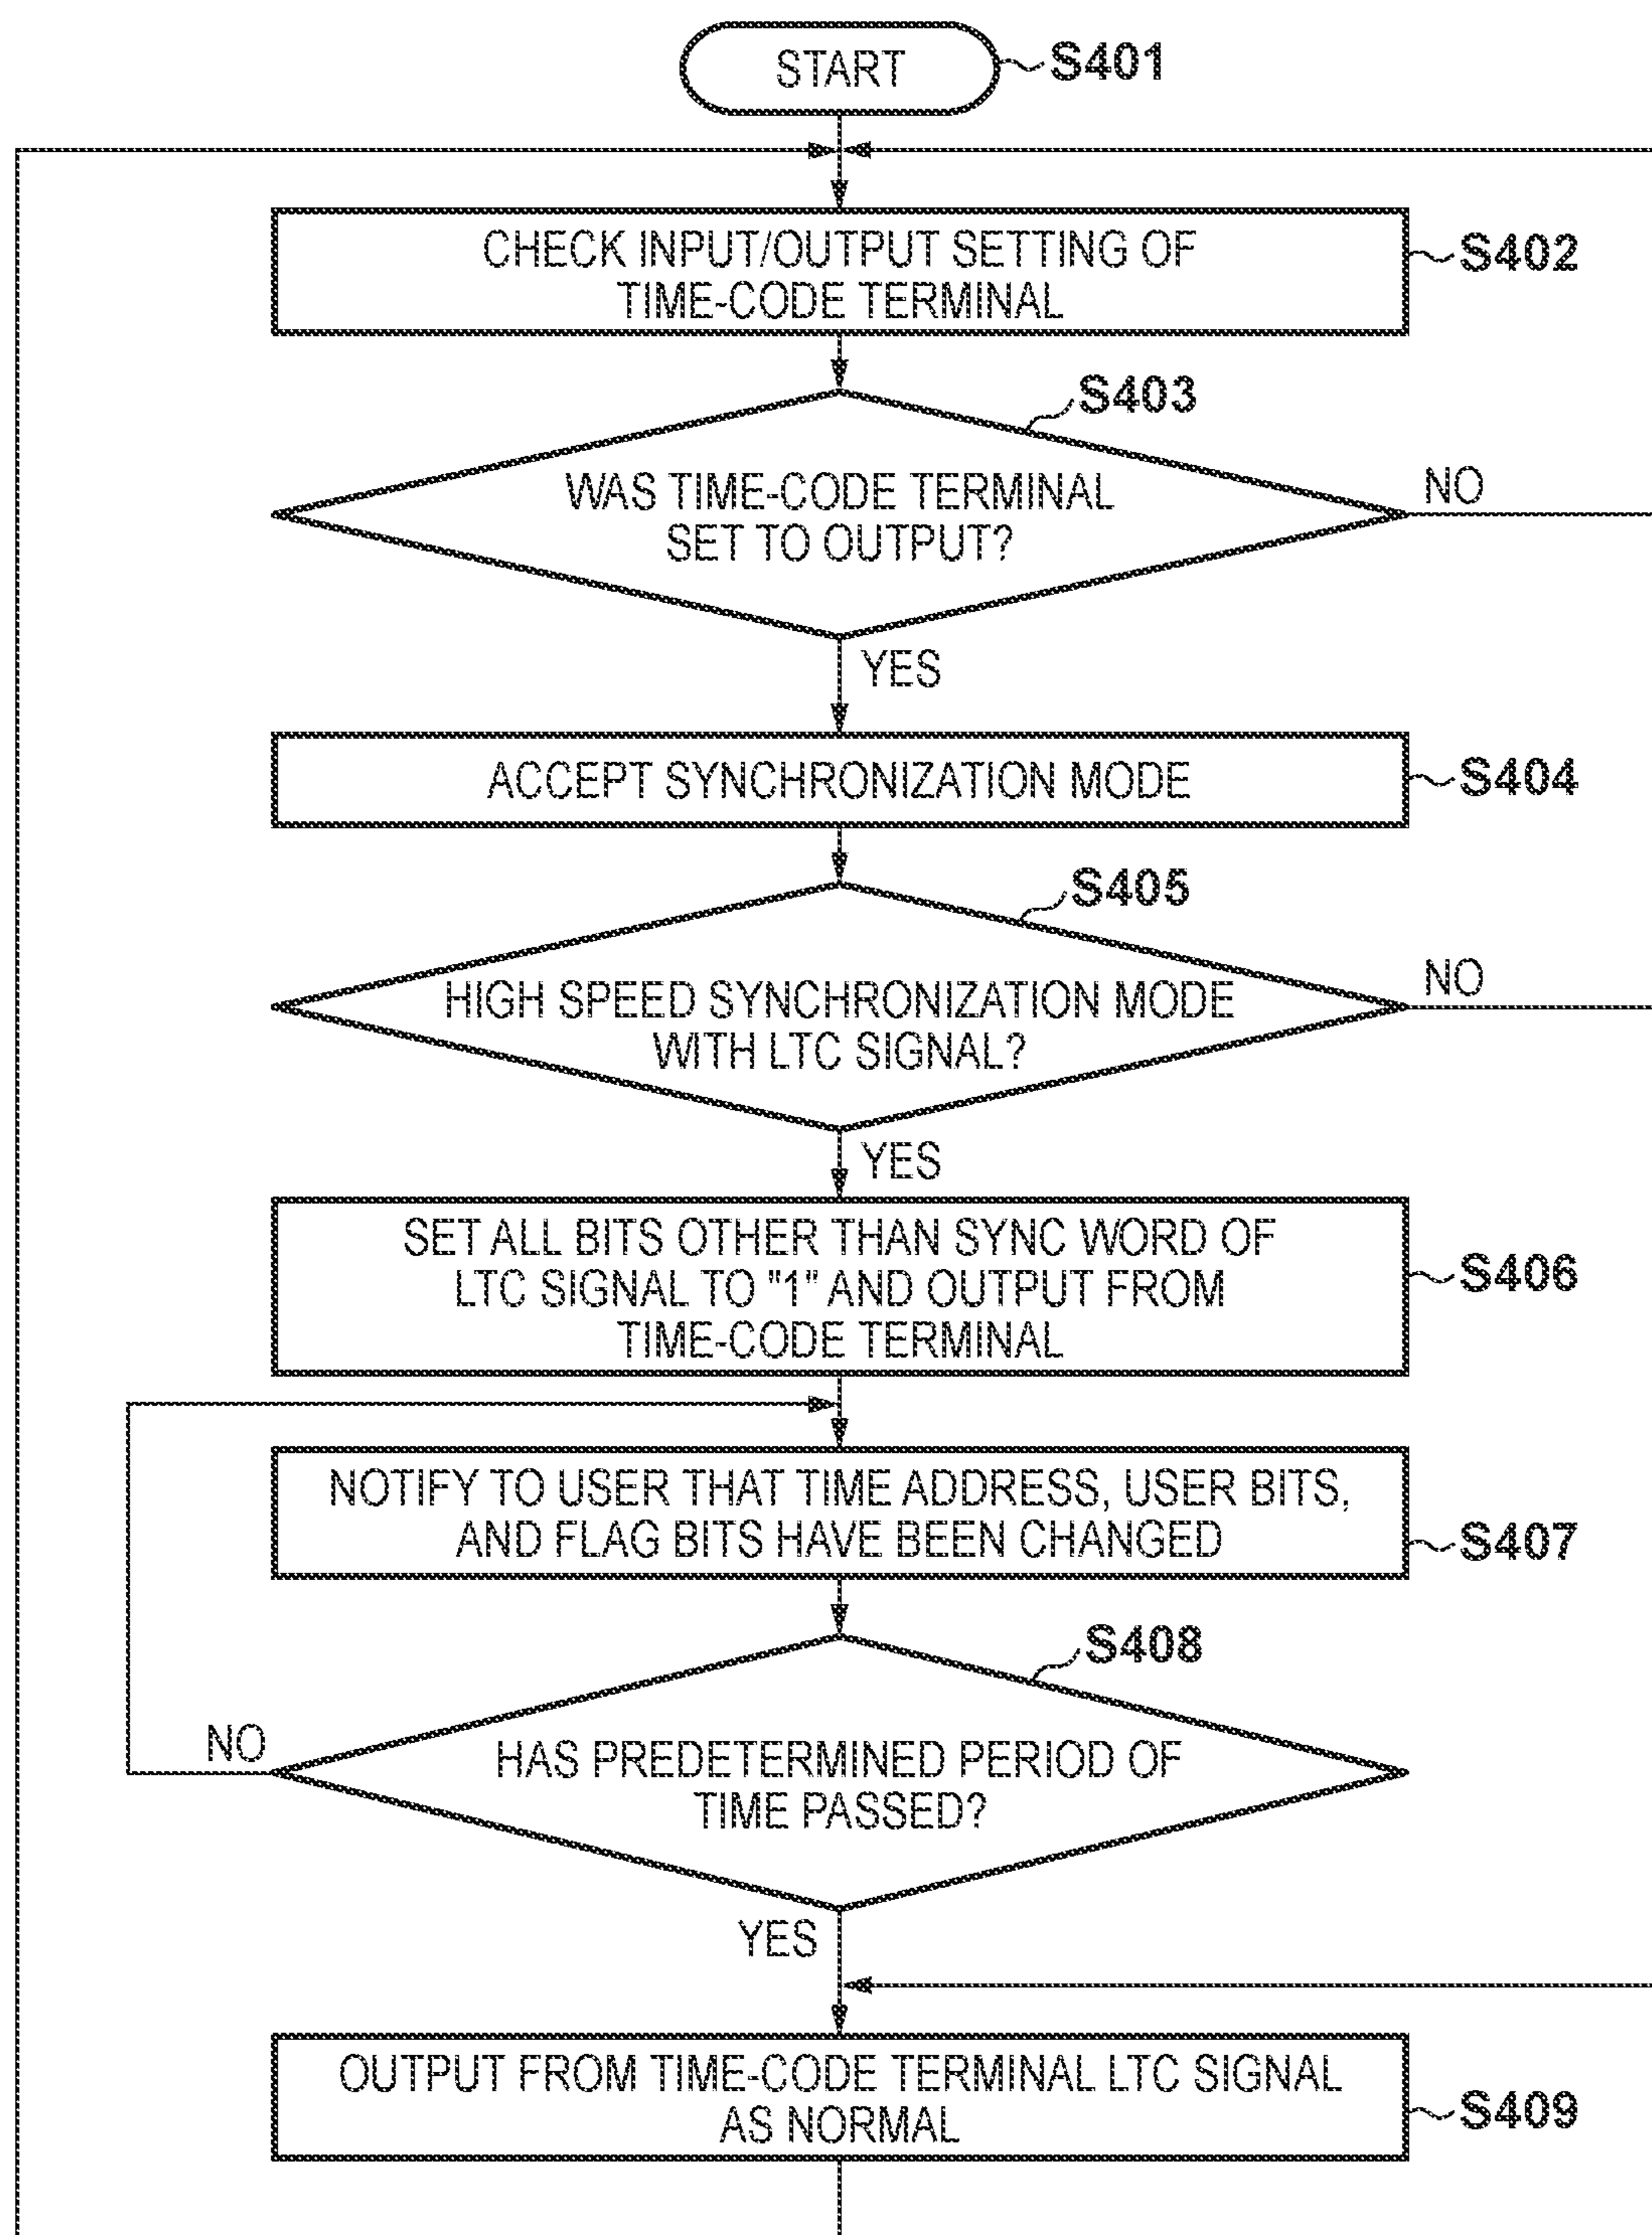 START
S401
CHECK INPUT/OUTPUT SETTING OF
TIME-CODE TERMINAL
S402
S403
WAS TIME-CODE TERMINAL
SET TO OUTPUT?
NO
YES
ACCEPT SYNCHRONIZATION MODE
S404
S405
HIGH SPEED SYNCHRONIZATION MODE
WITH LTC SIGNAL?
NO
YES
SET ALL BITS OTHER THAN SYNC WORD OF
LTC SIGNAL TO "1" AND OUTPUT FROM
TIME-CODE TERMINAL
S406
NOTIFY TO USER THAT TIME ADDRESS, USER BITS,
AND FLAG BITS HAVE BEEN CHANGED
S407
S408
HAS PREDETERMINED PERIOD OF
TIME PASSED?
NO
YES
OUTPUT FROM TIME-CODE TERMINAL LTC SIGNAL
AS NORMAL
S409